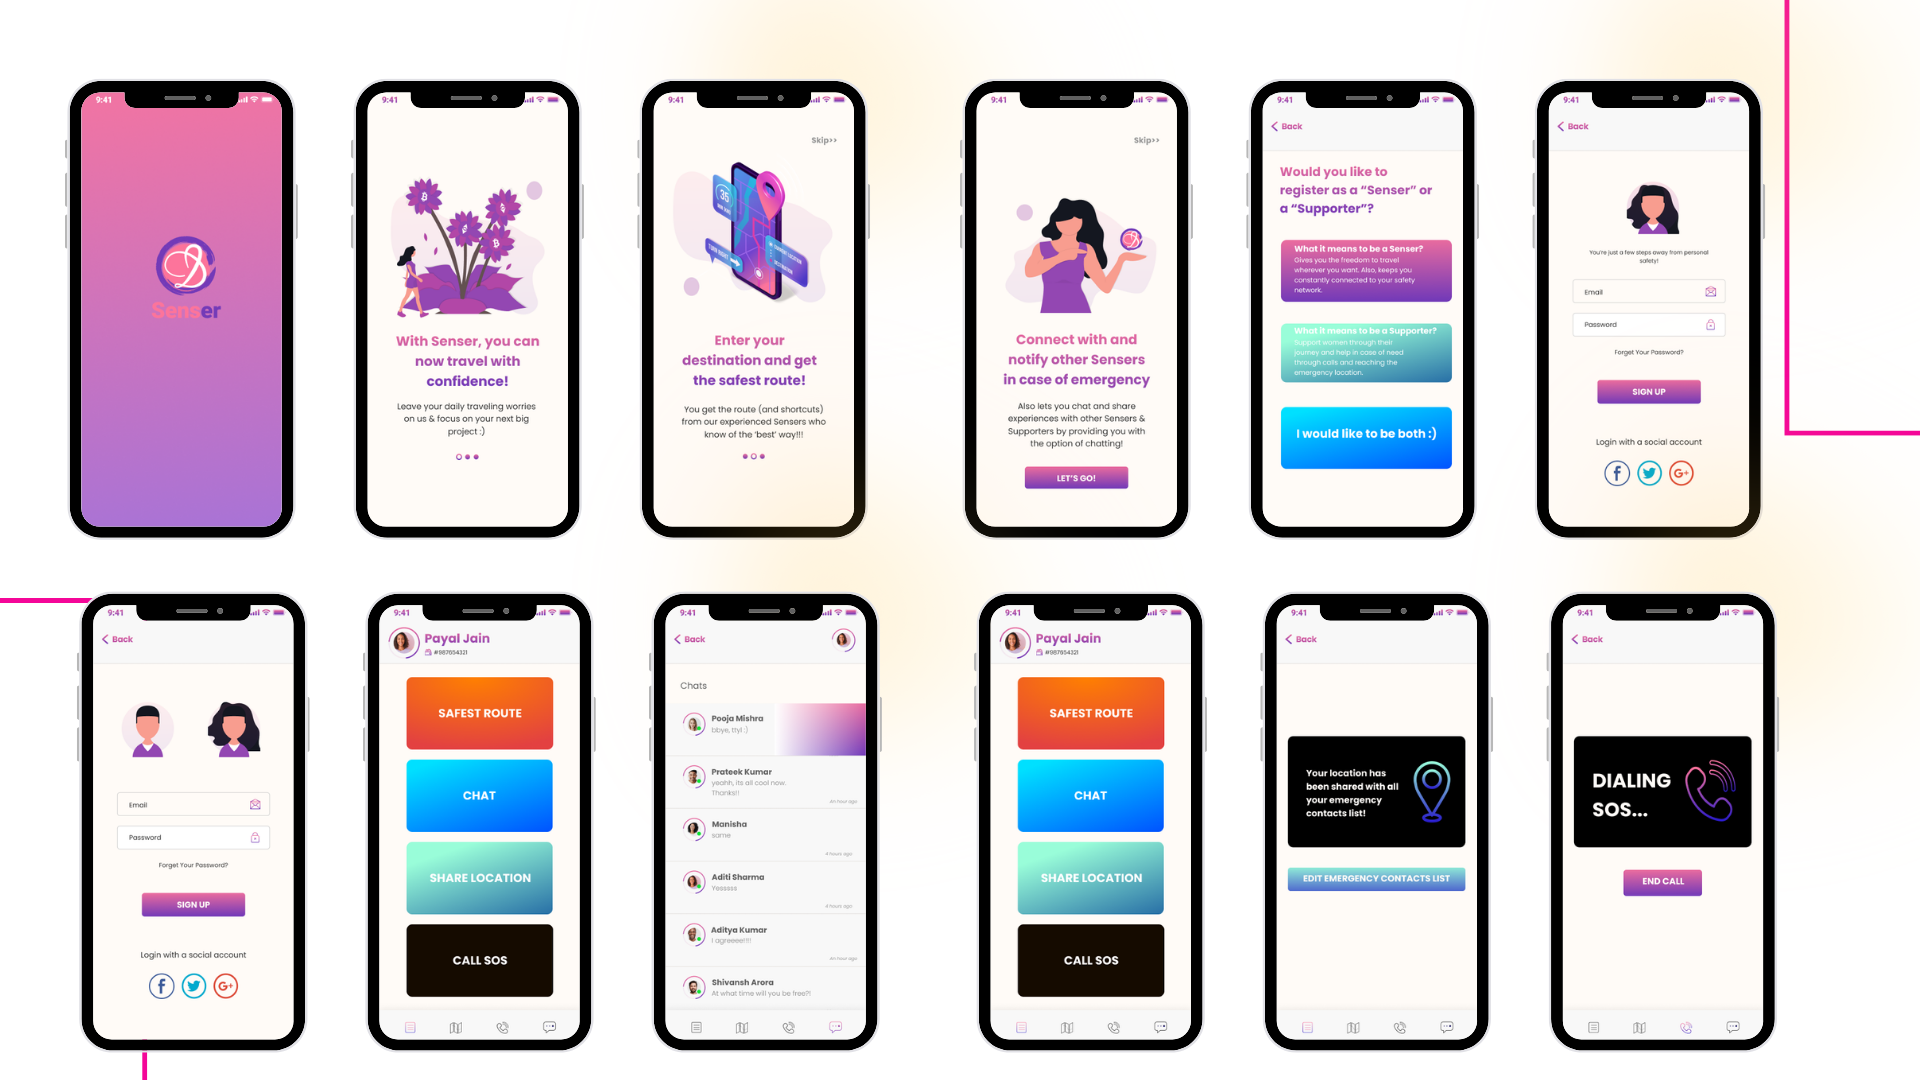 9:41
Senser
9:41
With Senser, you can
now travel with
confidence!
Leave your daily traveling worries
on us & focus on your next big
project :)
9:41
Skip>>
35
TURN RIGHT
DESTINATION
Enter your
destination and get
the safest route!
You get the route (and shortcuts)
from our experienced Sensers who
know of the 'best' way!!!
9:41
Skip>>
Connect with and
notify other Sensers
in case of emergency
Also lets you chat and share
experiences with other Sensers &
Supporters by providing you with
the option of chatting!
LET'S GO!
9:41
Back
Would you like to
register as a “Senser” or
a “Supporter”?
What it means to be a Senser?
Gives you the freedom to travel
wherever you want. Also, keeps you
constantly connected to your safety
network.
What it means to be a Supporter?
Support women through their
journey and help in case of need
through calls and reaching the
emergency location.
I would like to be both :)
9:41
Back
You're just a few steps away from personal
safety!
Email
Password
Forget Your Password?
SIGN UP
Login with a social account
f
G+
9:41
Back
Email
Password
Forget Your Password?
SIGN UP
Login with a social account
f
G+
9:41
Payal Jain
#987654321
SAFEST ROUTE
CHAT
SHARE LOCATION
CALL SOS
9:41
Back
Chats
Pooja Mishra
bbye, ttyl :)
Prateek Kumar
yeahh, its all cool now.
Thanks!!
An hour ago
Manisha
same
4 hours ago
Aditi Sharma
Yesssss
4 hours ago
Aditya Kumar
I agreeee!!!!
An hour ago
Shivansh Arora
At what time will you be free?!
9:41
Payal Jain
#987654321
SAFEST ROUTE
CHAT
SHARE LOCATION
CALL SOS
9:41
Back
Your location has
been shared with all
your emergency
contacts list!
EDIT EMERGENCY CONTACTS LIST
9:41
Back
DIALING
SOS...
END CALL